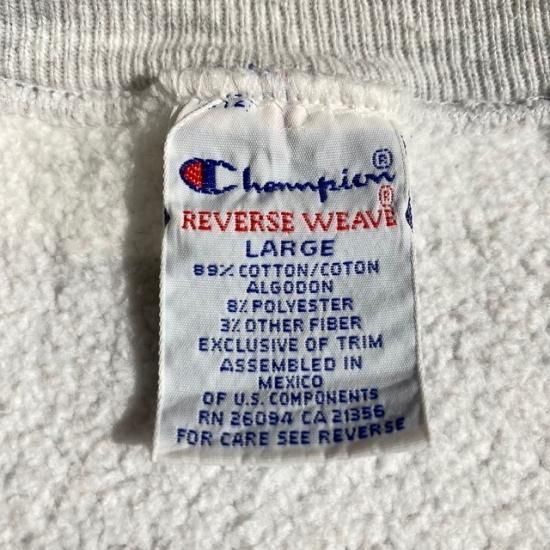 Champion®
REVERSE WEAVE®
LARGE
89% COTTON/COTON
ALGODON
8% POLYESTER
3% OTHER FIBER
EXCLUSIVE OF TRIM
ASSEMBLED IN
MEXICO
OF U.S. COMPONENTS
RN 26094 CA 21356
FOR CARE SEE REVERSE